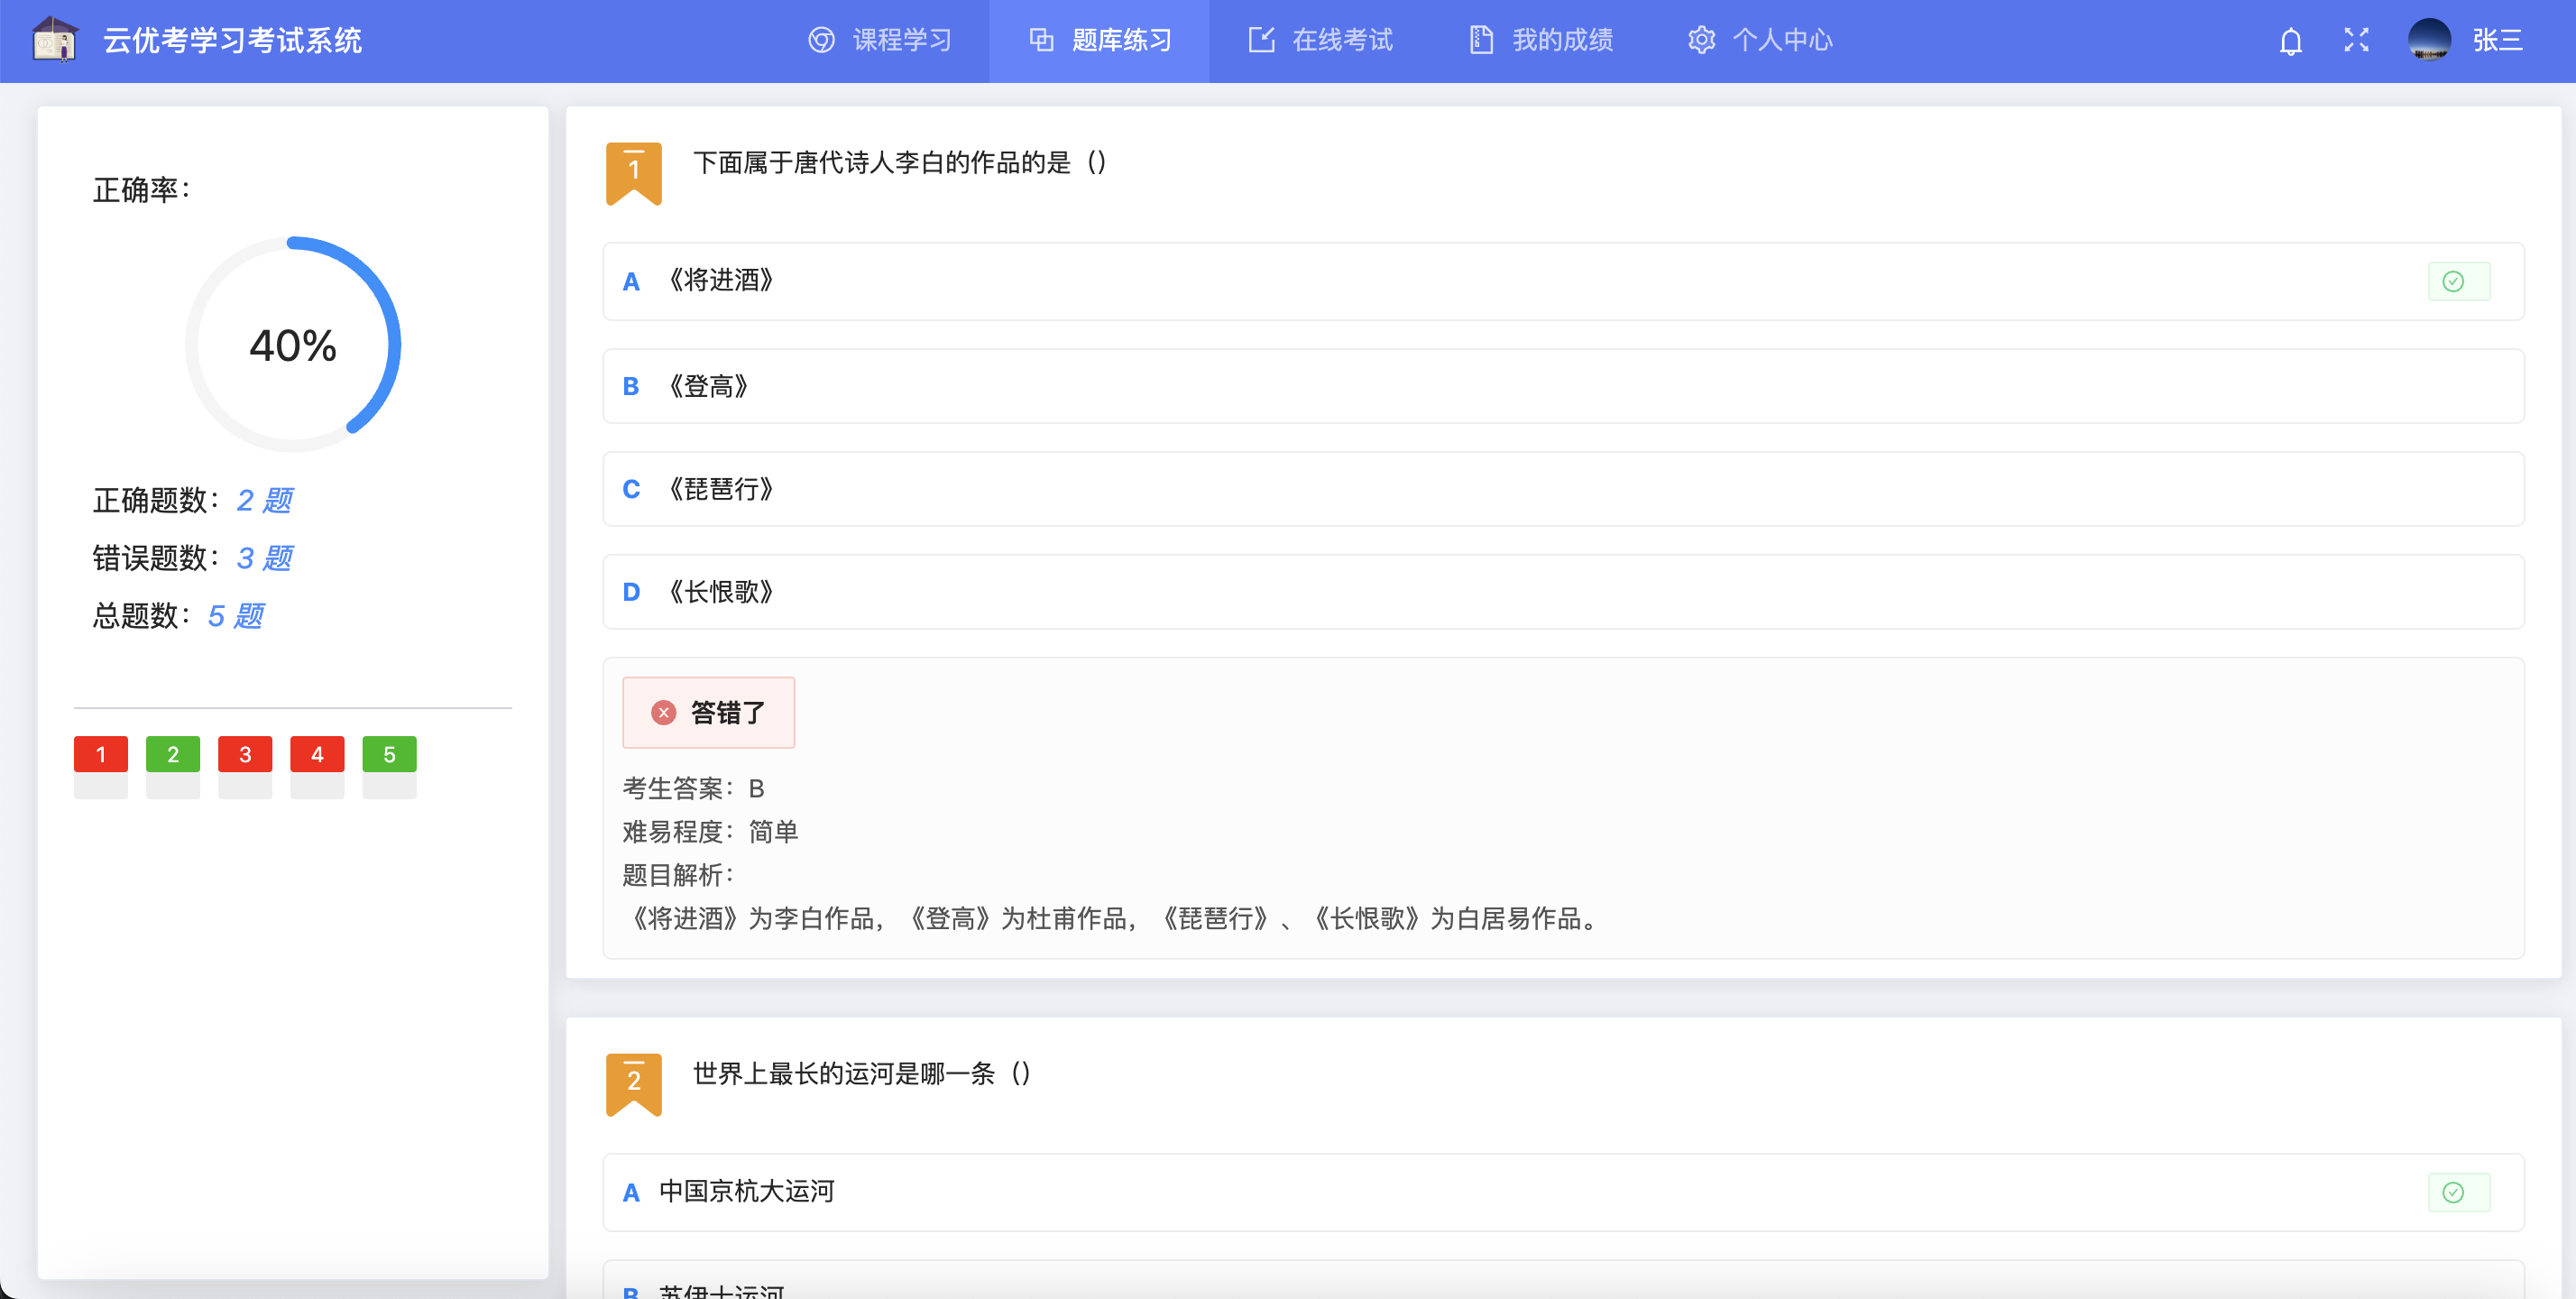 云优考学习考试系统
课程学习
题库练习
在线考试
我的成绩
个人中心
张三
正确率：
40%
正确题数：2 题
错误题数：3 题
总题数：5 题
1 2 3 4 5
1 下面属于唐代诗人李白的作品的是（）
A 《将进酒》
B 《登高》
C 《琵琶行》
D 《长恨歌》
答错了
考生答案：B
难易程度：简单
题目解析：
《将进酒》为李白作品，《登高》为杜甫作品，《琵琶行》、《长恨歌》为白居易作品。
2 世界上最长的运河是哪一条（）
A 中国京杭大运河
B 苏伊士运河